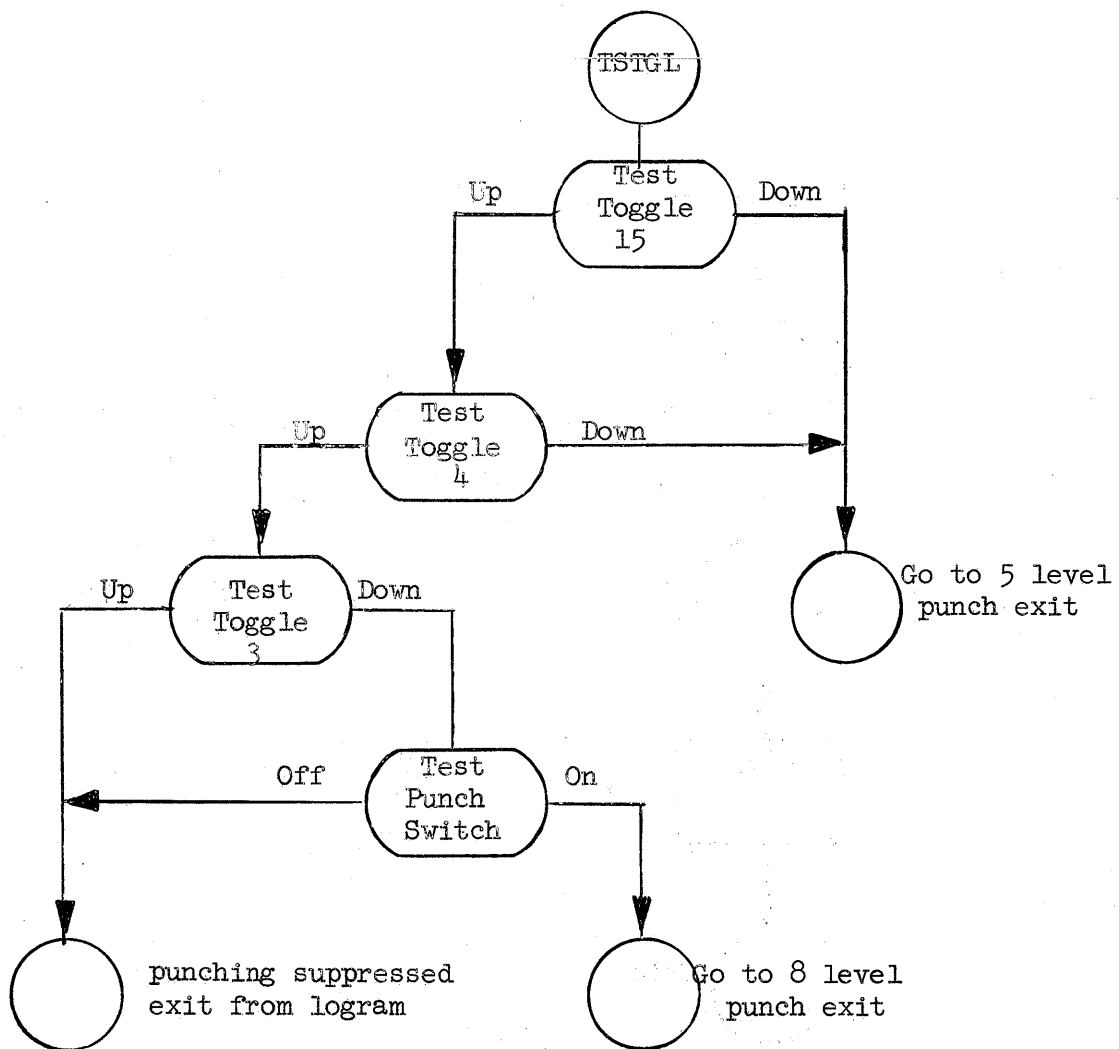 TSTGL
Up
Test
Toggle
15
Down
Up
Test
Toggle
4
Down
Up
Test
Toggle
3
Down
Go to 5 level
punch exit
Off
Test
Punch
Switch
On
punching suppressed
exit from logram
Go to 8 level
punch exit